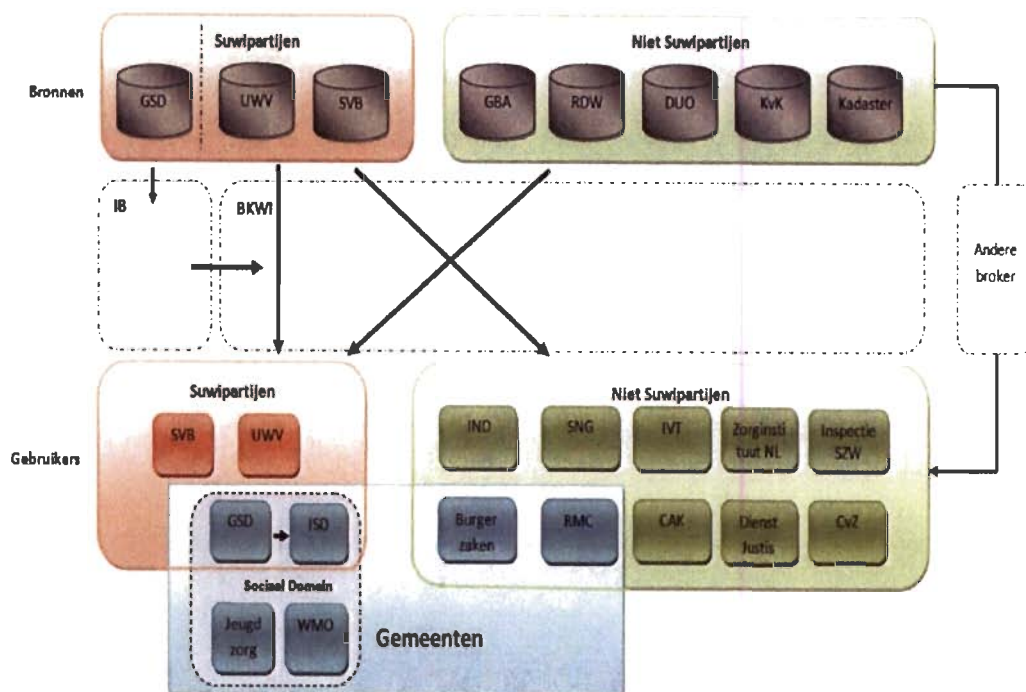 Suwipartijen
Niet Suwipartijen
Bronnen
GSD
UWV
SVB
GBA
RDW
DUO
KvK
Kadaster
IB
BKWI
Andere
broker
Suwipartijen
Niet Suwipartijen
Gebruikers
SVB
UWV
IND
SNG
IVT
Zorginsti
tuut NL
Inspectie
SZW
GSD
ISD
Burger
zaken
RMC
CAK
Dienst
Justis
CvZ
Sociaal Domein
Jeugd
zorg
WMO
Gemeenten